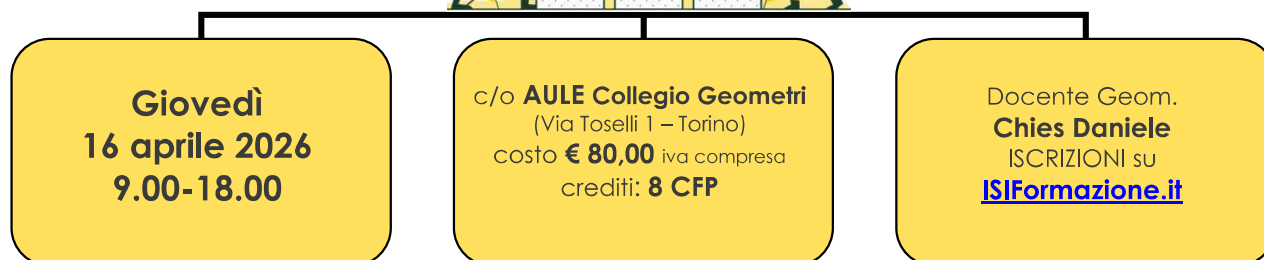 Giovedì
16 aprile 2026
9.00-18.00
c/o AULE Collegio Geometri
(Via Toselli 1 – Torino)
costo € 80,00 iva compresa
crediti: 8 CFP
Docente Geom.
Chies Daniele
ISCRIZIONI su
ISIFormazione.it